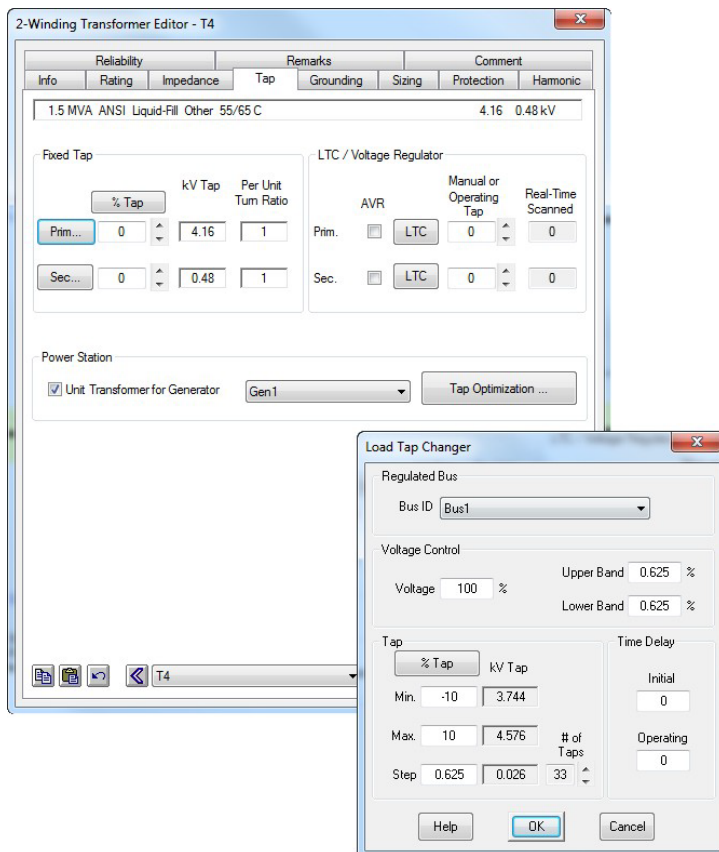 2-Winding Transformer Editor - T4
Reliability Remarks Comment
Info Rating Impedance Tap Grounding Sizing Protection Harmonic
1.5 MVA ANSI Liquid-Fill Other 55/65 C 4.16 0.48 kV
Fixed Tap
% Tap
kV Tap
Per Unit
Turn Ratio
Prim... 0 4.16 1
Sec... 0 0.48 1
LTC / Voltage Regulator
AVR
Manual or
Operating
Tap
Real-Time
Scanned
Prim. LTC 0 0
Sec. LTC 0 0
Power Station
Unit Transformer for Generator Gen1 Tap Optimization ...
T4
Load Tap Changer
Regulated Bus
Bus ID Bus1
Voltage Control
Voltage 100 %
Upper Band 0.625 %
Lower Band 0.625 %
Tap
% Tap kV Tap
Min. -10 3.744
Max. 10 4.576
# of
Taps
Step 0.625 0.026 33
Time Delay
Initial
0
Operating
0
Help OK Cancel